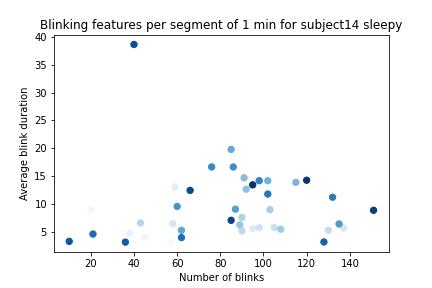 Blinking features per segment of 1 min for subject14 sleepy
40
35
30
25
20
15
10
5
Average blink duration
20 40 60 80 100 120 140
Number of blinks